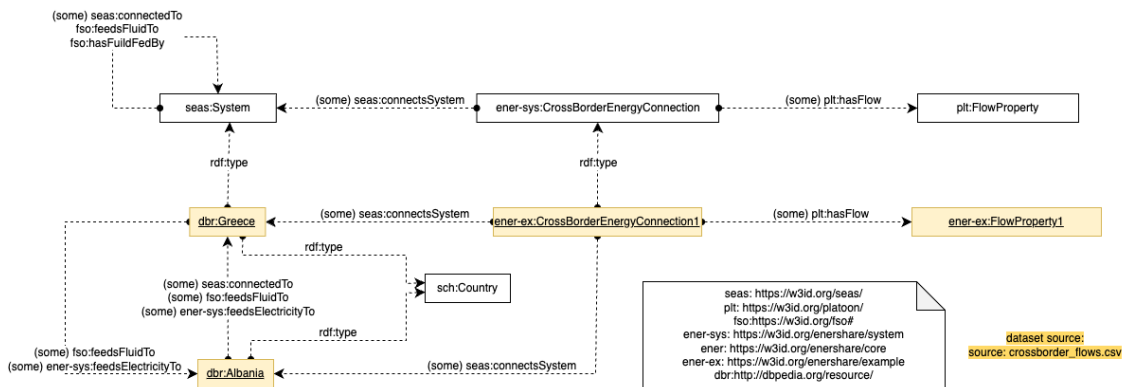 (some) seas:connectedTo
fso:feedsFluidTo
fso:hasFuildFedBy
seas:System
(some) seas:connectsSystem
ener-sys:CrossBorderEnergyConnection
(some) plt:hasFlow
plt:FlowProperty
rdf:type
rdf:type
dbr:Greece
(some) seas:connectsSystem
ener-ex:CrossBorderEnergyConnection1
(some) plt:hasFlow
ener-ex:FlowProperty1
rdf:type
(some) seas:connectedTo
(some) fso:feedsFluidTo
(some) ener-sys:feedsElectricityTo
sch:Country
rdf:type
(some) fso:feedsFluidTo
(some) ener-sys:feedsElectricityTo
dbr:Albania
(some) seas:connectsSystem
seas: https://w3id.org/seas/
plt: https://w3id.org/platoon/
fso:https://w3id.org/fso#
ener-sys: https://w3id.org/enershare/system
ener: https://w3id.org/enershare/core
ener-ex: https://w3id.org/enershare/example
dbr:http://dbpedia.org/resource/
dataset source:
source: crossborder_flows.csv